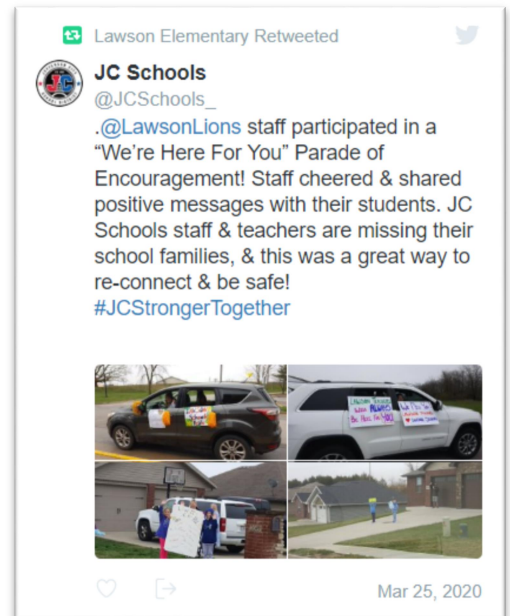 Lawson Elementary Retweeted
JC Schools
@JCSchools_
.@LawsonLions staff participated in a
“We’re Here For You” Parade of
Encouragement! Staff cheered & shared
positive messages with their students. JC
Schools staff & teachers are missing their
school families, & this was a great way to
re-connect & be safe!
#JCStrongerTogether
JC
Mar 25, 2020